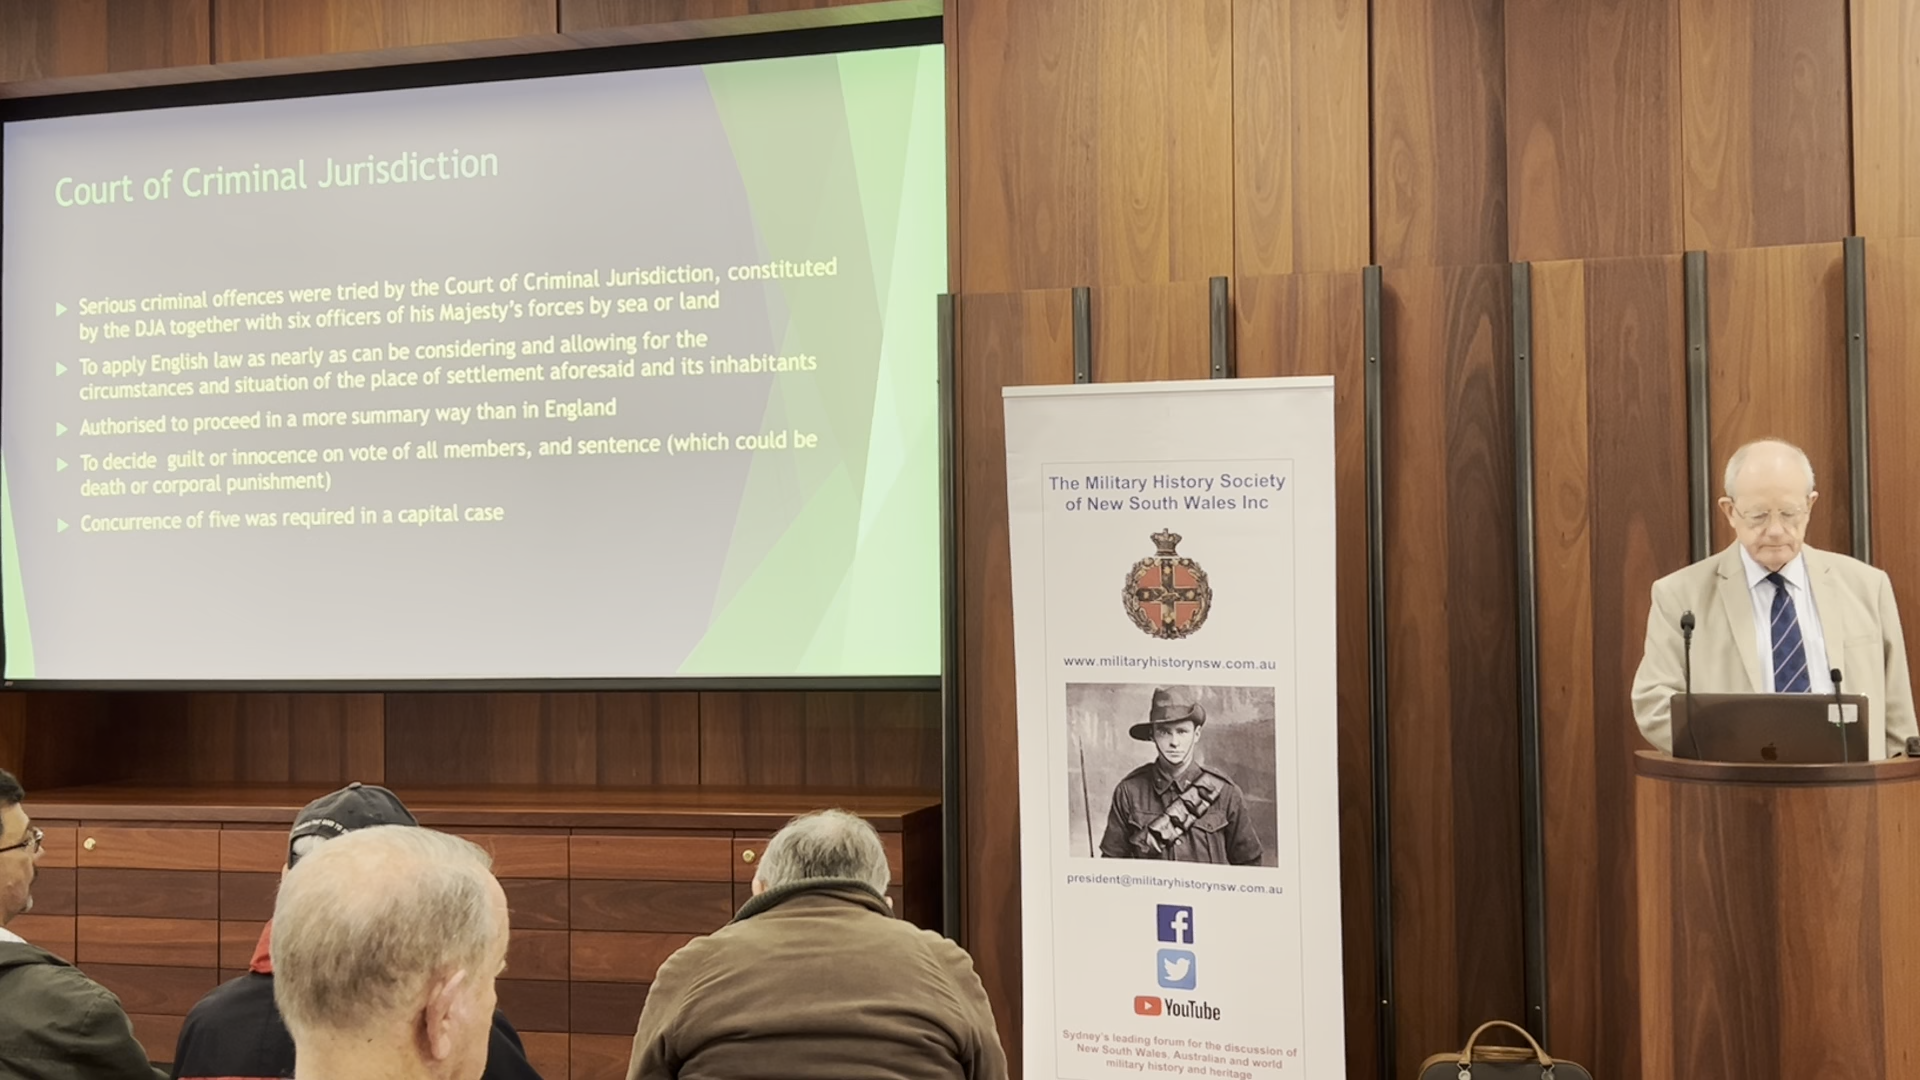 Court of Criminal Jurisdiction
Serious criminal offences were tried by the Court of Criminal Jurisdiction, constituted
by the DJA together with six officers of his Majesty's forces by sea or land
To apply English law as nearly as can be considering and allowing for the
circumstances and situation of the place of settlement aforesaid and its inhabitants
Authorised to proceed in a more summary way than in England
To decide guilt or innocence on vote of all members, and sentence (which could be
death or corporal punishment)
Concurrence of five was required in a capital case
The Military History Society
of New South Wales Inc
www.militaryhistorynsw.com.au
president@militaryhistorynsw.com.au
YouTube
Sydney's leading forum for the discussion of
New South Wales, Australian and world
military history and heritage